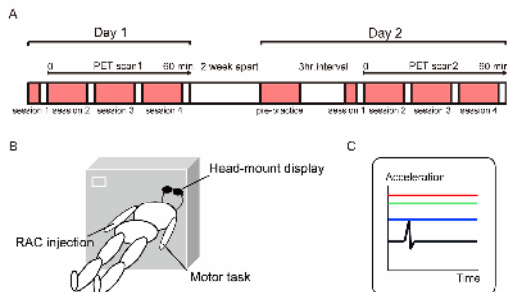 A
Day 1
Day 2
0 PET scan1 60 min
2 week apart
3hr interval
0 PET scan2 60 min
session 1 session 2 session 3 session 4
pre-practice
session 1 session 2 session 3 session 4
B
Head-mount display
RAC injection
Motor task
C
Acceleration
Time